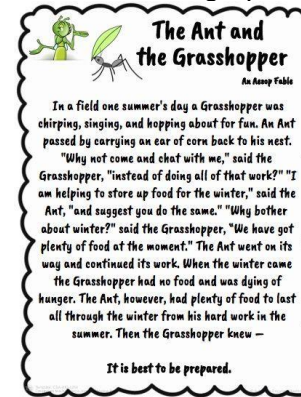 The Ant and
the Grasshopper
An Aesop Fable
In a field one summer's day a Grasshopper was
chirping, singing, and hopping about for fun. An Ant
passed by carrying an ear of corn back to his nest.
"Why not come and chat with me," said the
Grasshopper, "instead of doing all of that work?" "I
am helping to store up food for the winter," said the
Ant, "and suggest you do the same." "Why bother
about winter?" said the Grasshopper, "We have got
plenty of food at the moment." The Ant went on its
way and continued its work. When the winter came
the Grasshopper had no food and was dying of
hunger. The Ant, however, had plenty of food to last
all through the winter from his hard work in the
summer. Then the Grasshopper knew –
It is best to be prepared.